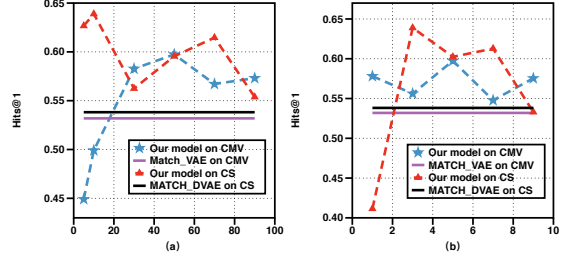 0.65
0.60
0.55
0.50
0.45
Hits@1
Our model on CMV
Match_VAE on CMV
Our model on CS
MATCH_DVAE on CS
0 20 40 60 80 100
(a)
0.65
0.60
0.55
0.50
0.45
0.40
Hits@1
Our model on CMV
MATCH_VAE on CMV
Our model on CS
MATCH_DVAE on CS
0 2 4 6 8 10
(b)